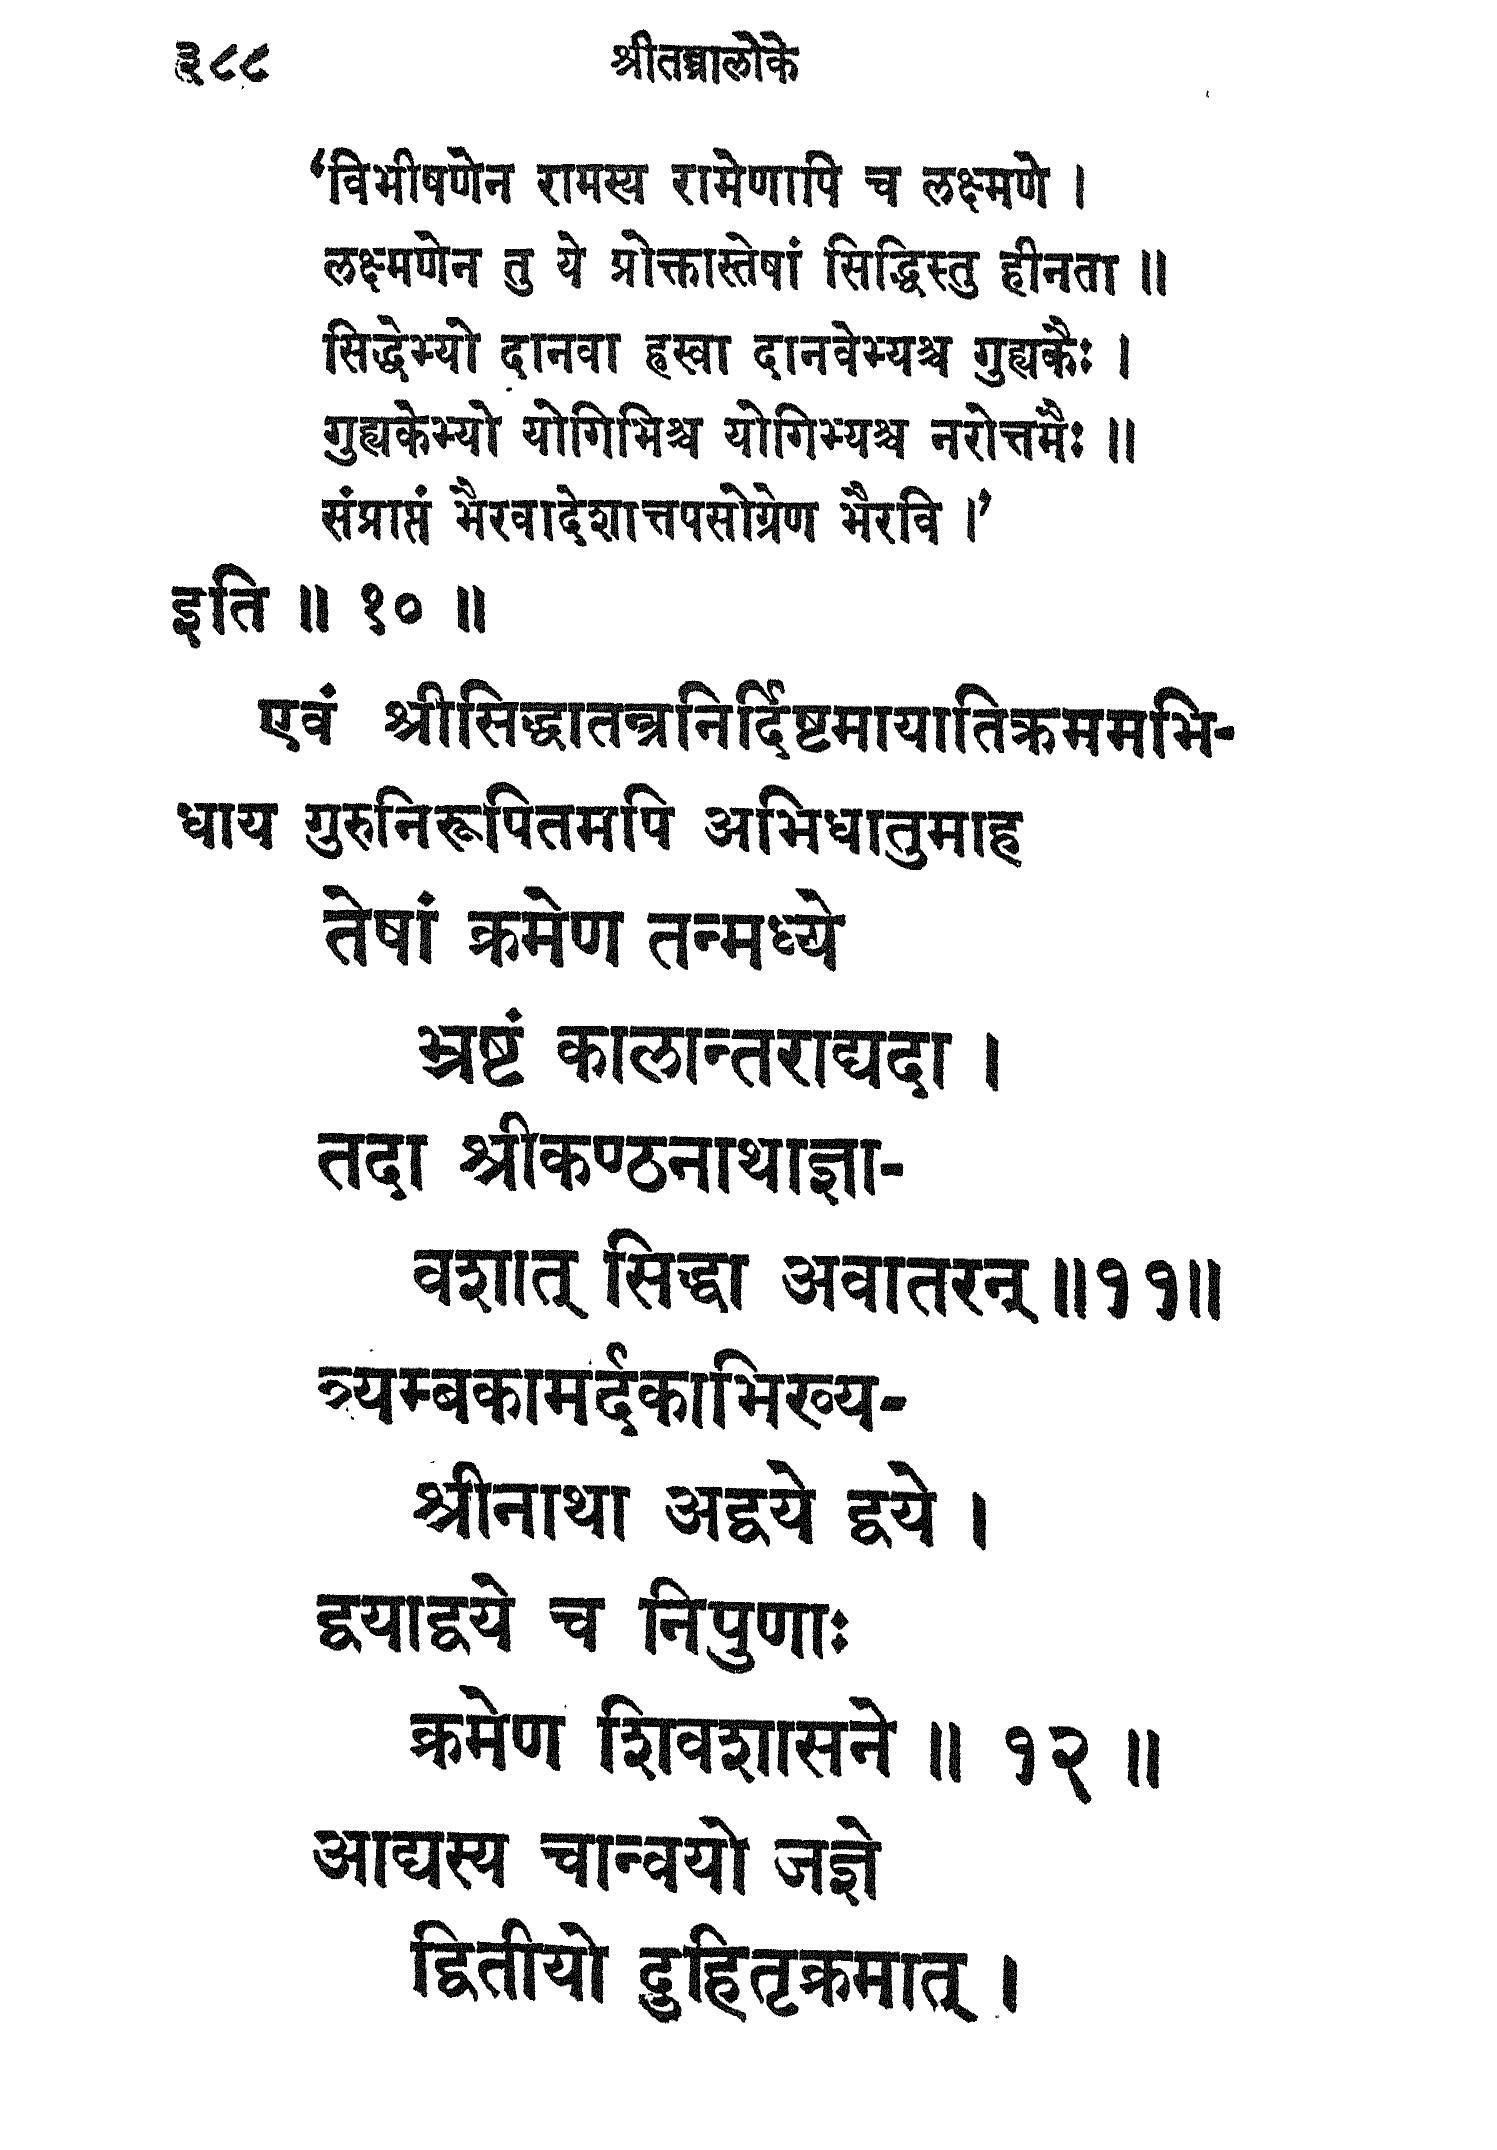 ३८८ श्रीतन्त्रालोके
‘विभीषणेन रामस्य रामेणापि च लक्ष्मणे ।
लक्ष्मणेन तु ये प्रोक्तास्तेषां सिद्धिस्तु हीनता ॥
सिद्धेभ्यो दानवा ह्रस्वा दानवेभ्यश्च गुह्यकैः ।
गुह्यकेभ्यो योगिभिश्च योगिभ्यश्च नरोत्तमैः ॥
संप्राप्तं भैरवादेशात्तपसोग्रेण भैरवि ।’
इति ॥ १० ॥
एवं श्रीसिद्धातन्त्रनिर्दिष्टमायातिक्रममभि-
धाय गुरुनिरूपितमपि अभिधातुमाह
तेषां क्रमेण तन्मध्ये
भ्रष्टं कालान्तराद्यदा ।
तदा श्रीकण्ठनाथाज्ञा-
वशात् सिद्धा अवातरन् ॥११॥
त्र्यम्बकामर्दकाभिख्य-
श्रीनाथा अद्वये द्वये ।
द्वयाद्वये च निपुणाः
क्रमेण शिवशासने ॥ १२ ॥
आद्यस्य चान्वयो जज्ञे
द्वितीयो दुहितृक्रमात् ।